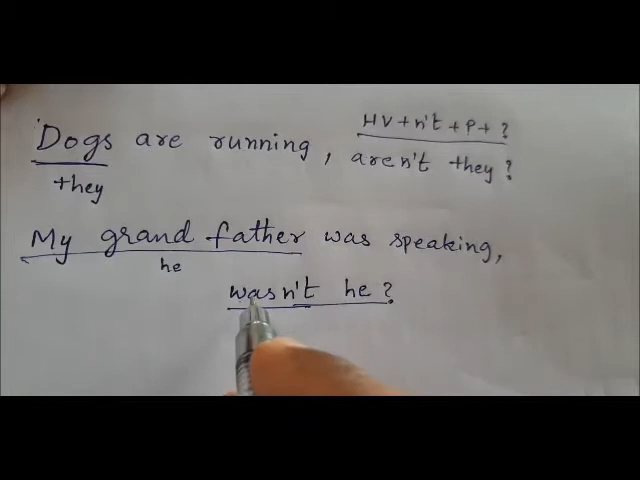 HV + n't + P + ?
Dogs are running, aren't they?
they
My grand father was speaking,
he
wasn't he?